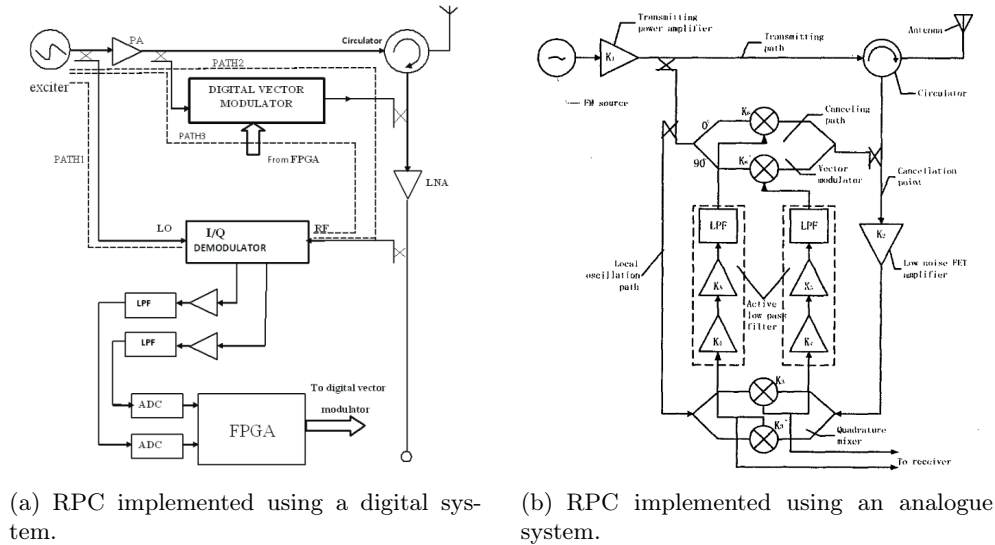 PA
Circulator
exciter
PATH2
DIGITAL VECTOR
MODULATOR
PATH3
From FPGA
PATH1
LNA
LO
I/Q
DEMODULATOR
RF
LPF
LPF
To digital vector
modulator
ADC
FPGA
ADC
(a) RPC implemented using a digital sys-
tem.
Transmitting
power amplifier
K₁
Transmitting
path
Antenna
Circulator
FM source
Canceling
path
0°
90°
Vector
modulator
Cancellation
point
LPF
LPF
K₂
Low noise FET
amplifier
Local
oscillation
path
Active
low pass
filter
Quadrature
mixer
To receiver
(b) RPC implemented using an analogue
system.